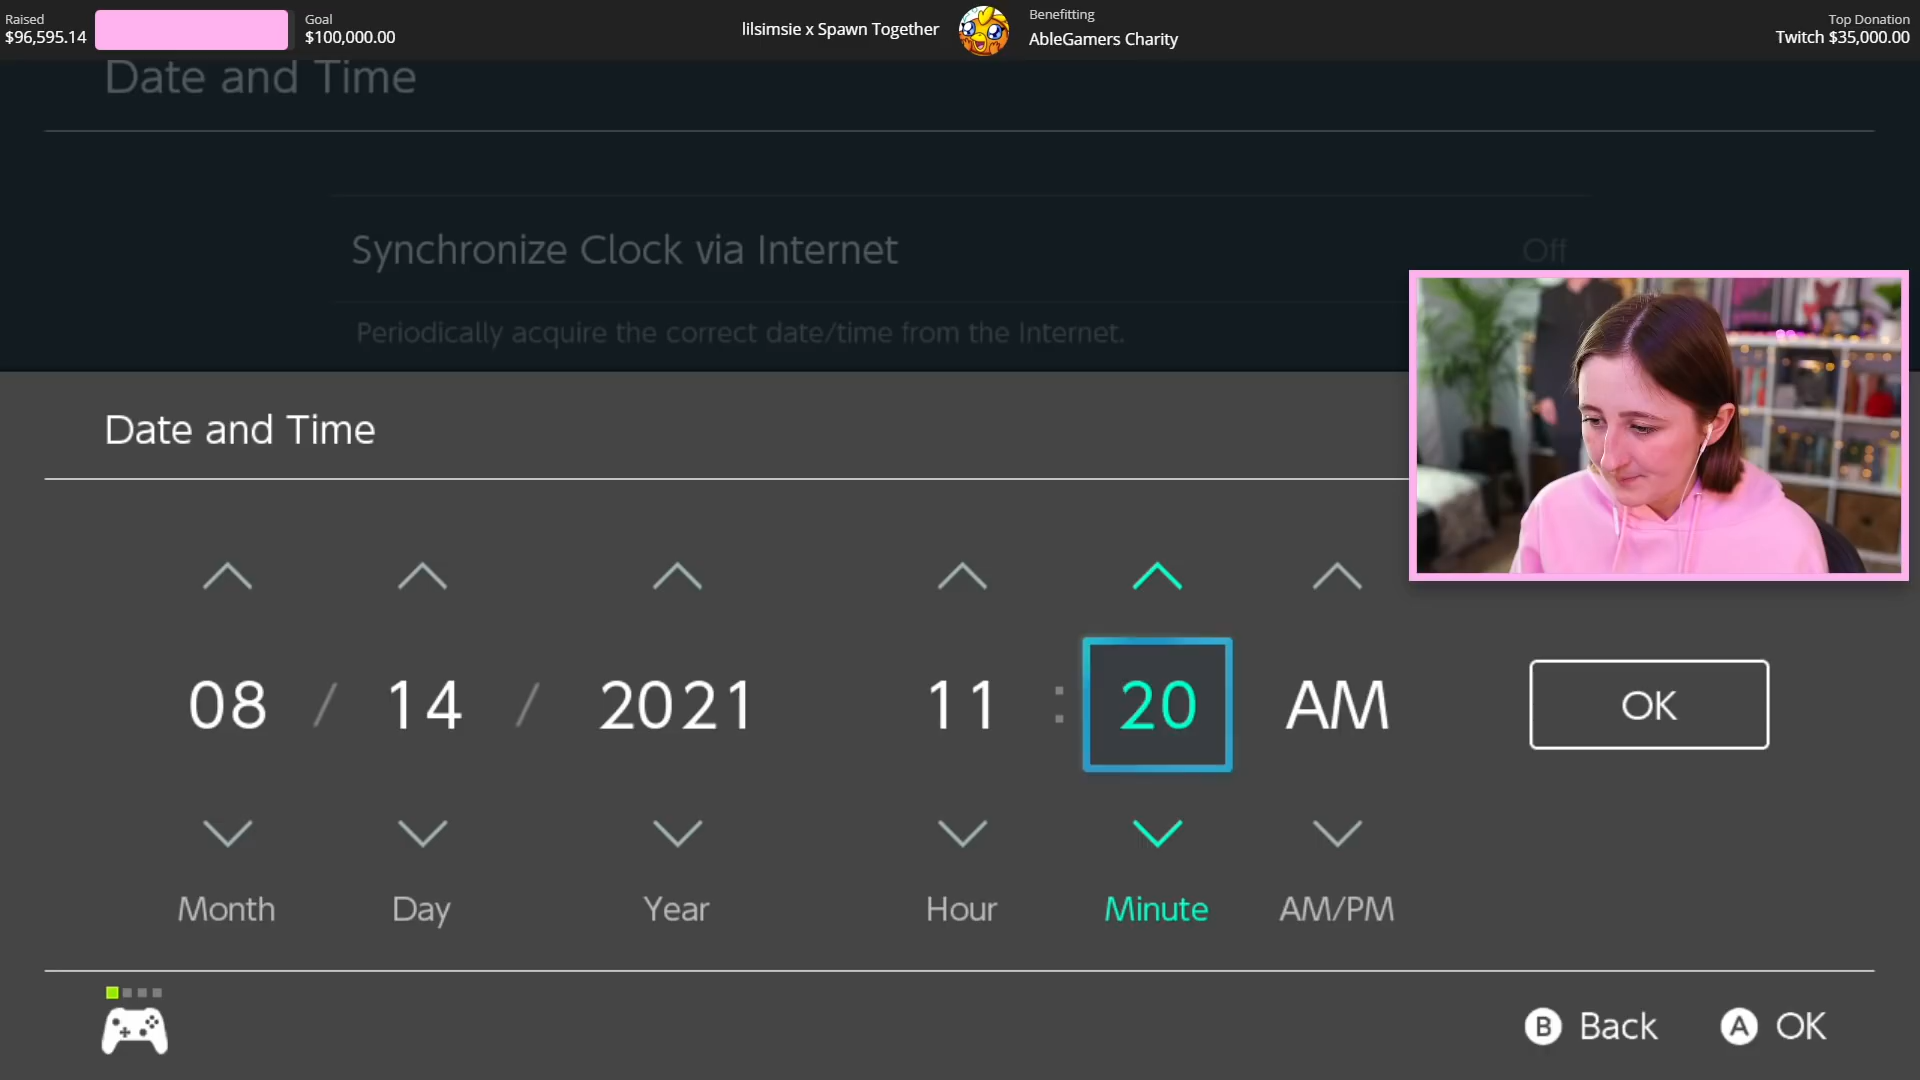 Raised
$96,595.14
Goal
$100,000.00
lilsimsie x Spawn Together
Benefitting
AbleGamers Charity
Top Donation
Twitch $35,000.00
Date and Time
Synchronize Clock via Internet Off
Periodically acquire the correct date/time from the Internet.
Date and Time
08 / 14 / 2021 11 : 20 AM OK
Month Day Year Hour Minute AM/PM
B Back A OK